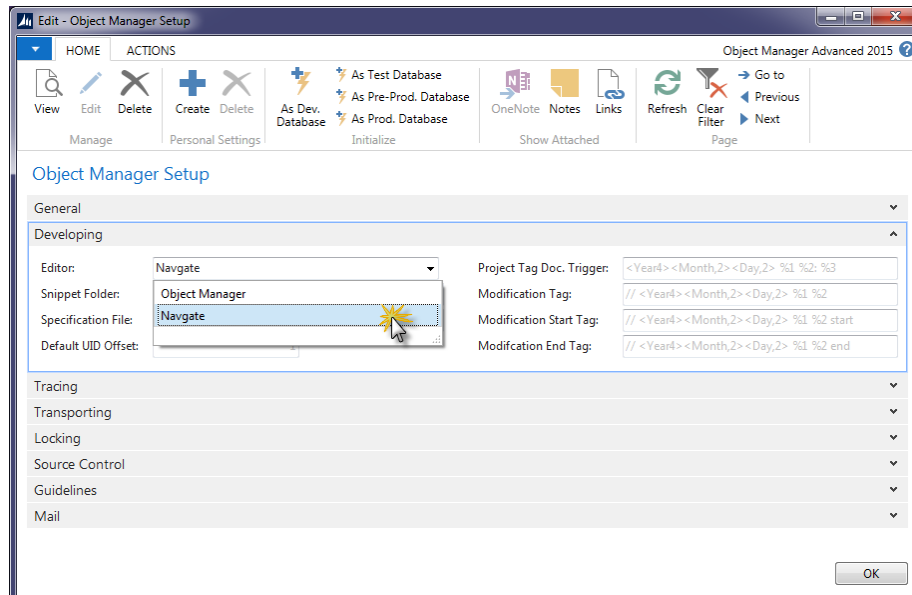 Edit - Object Manager Setup
HOME ACTIONS Object Manager Advanced 2015 ?
View Edit Delete Create Delete As Dev. Database As Test Database OneNote Notes Links Refresh Clear Filter Go to
As Pre-Prod. Database Previous
As Prod. Database Next
Manage Personal Settings Initialize Show Attached Page
Object Manager Setup
General
Developing
Editor: Navgate Project Tag Doc. Trigger: <Year4><Month,2><Day,2> %1 %2: %3
Snippet Folder: Object Manager Modification Tag: // <Year4><Month,2><Day,2> %1 %2
Specification File: Navgate Modification Start Tag: // <Year4><Month,2><Day,2> %1 %2 start
Default UID Offset: Modifcation End Tag: // <Year4><Month,2><Day,2> %1 %2 end
Tracing
Transporting
Locking
Source Control
Guidelines
Mail
OK